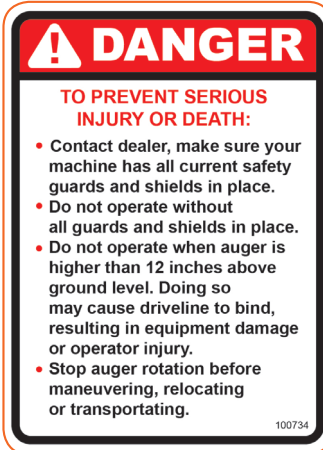 DANGER
TO PREVENT SERIOUS
INJURY OR DEATH:
• Contact dealer, make sure your
machine has all current safety
guards and shields in place.
• Do not operate without
all guards and shields in place.
• Do not operate when auger is
higher than 12 inches above
ground level. Doing so
may cause driveline to bind,
resulting in equipment damage
or operator injury.
• Stop auger rotation before
maneuvering, relocating
or transportating.
100734